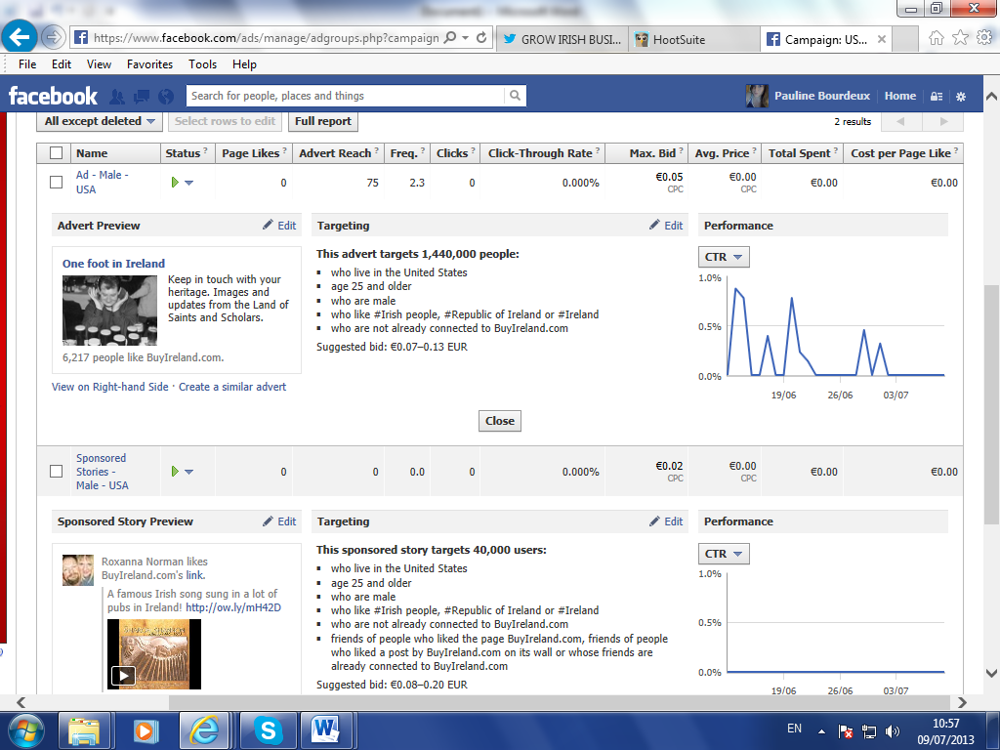 Document1 - Microsoft Word
https://www.facebook.com/ads/manage/adgroups.php?campaign
GROW IRISH BUSI...
HootSuite
Campaign: US...
File Edit View Favorites Tools Help
facebook
Search for people, places and things
Pauline Bourdeux
Home
All except deleted
Select rows to edit
Full report
2 results
Name Status ? Page Likes ? Advert Reach ? Freq. ? Clicks ? Click-Through Rate ? Max. Bid ? Avg. Price ? Total Spent ? Cost per Page Like ?
Ad - Male -
USA
0 75 2.3 0 0.000% €0.05 €0.00 €0.00 €0.00
CPC CPC
Advert Preview Edit
Targeting Edit
Performance
One foot in Ireland
Keep in touch with your
heritage. Images and
updates from the Land of
Saints and Scholars.
6,217 people like BuyIreland.com.
View on Right-hand Side · Create a similar advert
This advert targets 1,440,000 people:
who live in the United States
age 25 and older
who are male
who like #Irish people, #Republic of Ireland or #Ireland
who are not already connected to BuyIreland.com
Suggested bid: €0.07–0.13 EUR
CTR
1.0%
0.5%
0.0%
19/06 26/06 03/07
Close
Sponsored
Stories -
Male - USA
0 0 0.0 0 0.000% €0.02 €0.00 €0.00 €0.00
CPC CPC
Sponsored Story Preview Edit
Targeting Edit
Performance
Roxanna Norman likes
BuyIreland.com's link.
A famous Irish song sung in a lot of
pubs in Ireland! http://ow.ly/mH42D
This sponsored story targets 40,000 users:
who live in the United States
age 25 and older
who are male
who like #Irish people, #Republic of Ireland or #Ireland
who are not already connected to BuyIreland.com
friends of people who liked the page BuyIreland.com, friends of people
who liked a post by BuyIreland.com on its wall or whose friends are
already connected to BuyIreland.com
Suggested bid: €0.08–0.20 EUR
CTR
1.0%
0.5%
0.0%
19/06 26/06 03/07
EN
10:57
09/07/2013